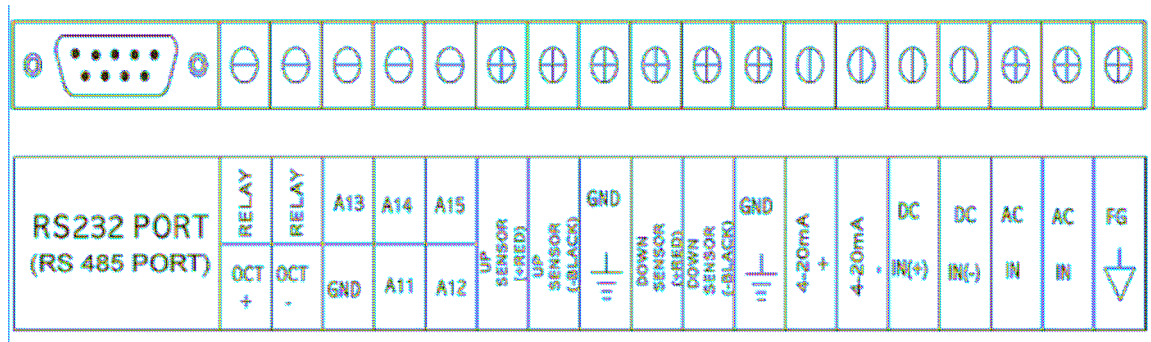 RS232 PORT
(RS 485 PORT)
RELAY
OCT
+
RELAY
OCT
-
A13
GND
A14
A11
A15
A12
UP
SENSOR
(+RED)
UP
SENSOR
(-BLACK)
GND
DOWN
SENSOR
(+RED)
DOWN
SENSOR
(-BLACK)
GND
4-20mA
+
4-20mA
-
DC
IN(+)
DC
IN(-)
AC
IN
AC
IN
FG